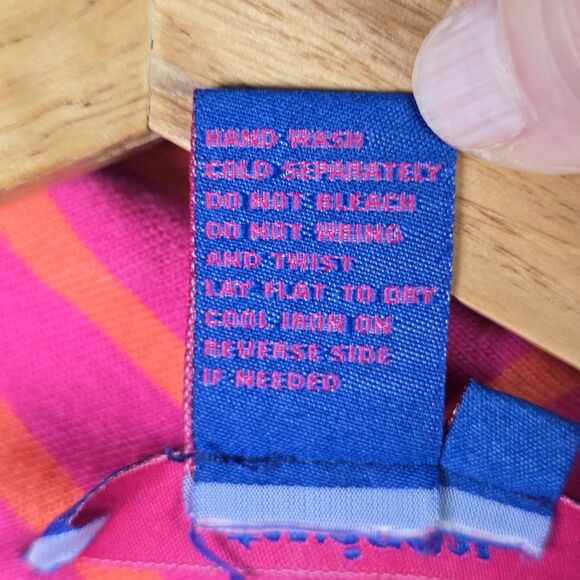 HAND WASH
COLD SEPARATELY
DO NOT BLEACH
DO NOT WRING
AND TWIST
LAY FLAT TO DRY
COOL IRON ON
REVERSE SIDE
IF NEEDED